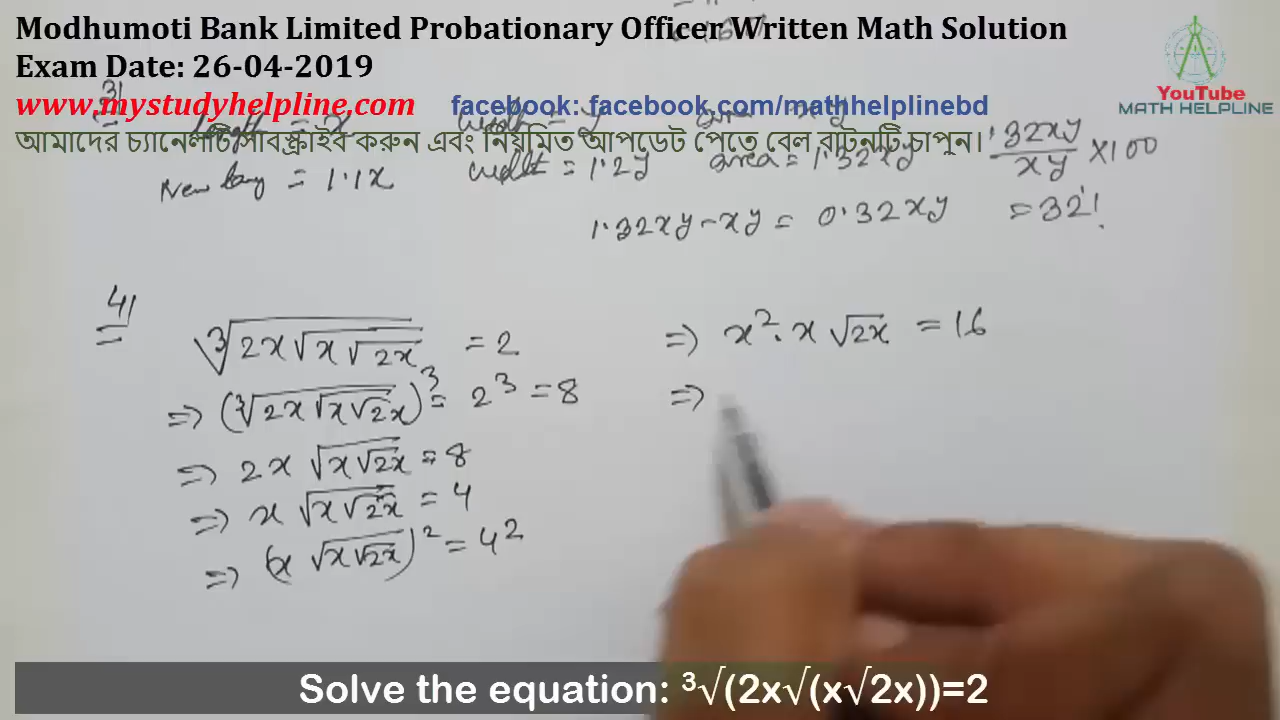 Modhumoti Bank Limited Probationary Officer Written Math Solution
Exam Date: 26-04-2019
www.mystudyhelpline.com facebook: facebook.com/mathhelplinebd
আমাদের চ্যানেলটি সাবস্ক্রাইব করুন এবং নিয়মিত আপডেট পেতে বেল বাটনটি চাপুন।
YouTube
MATH HELPLINE
3|
= x = y xy
New = 1.1x = 1.2y area = 1.32xy 1.32xy/xy ×100
1.32xy-xy = 0.32xy =32%
4|
∛(2x√(x√2x)) = 2
=> (∛(2x√(x√2x)))³ = 2³ = 8
=> 2x √(x√2x) = 8
=> x √(x√2x) = 4
=> (x √(x√2x))² = 4²
=> x². x √2x = 16
=>
Solve the equation: ³√(2x√(x√2x))=2